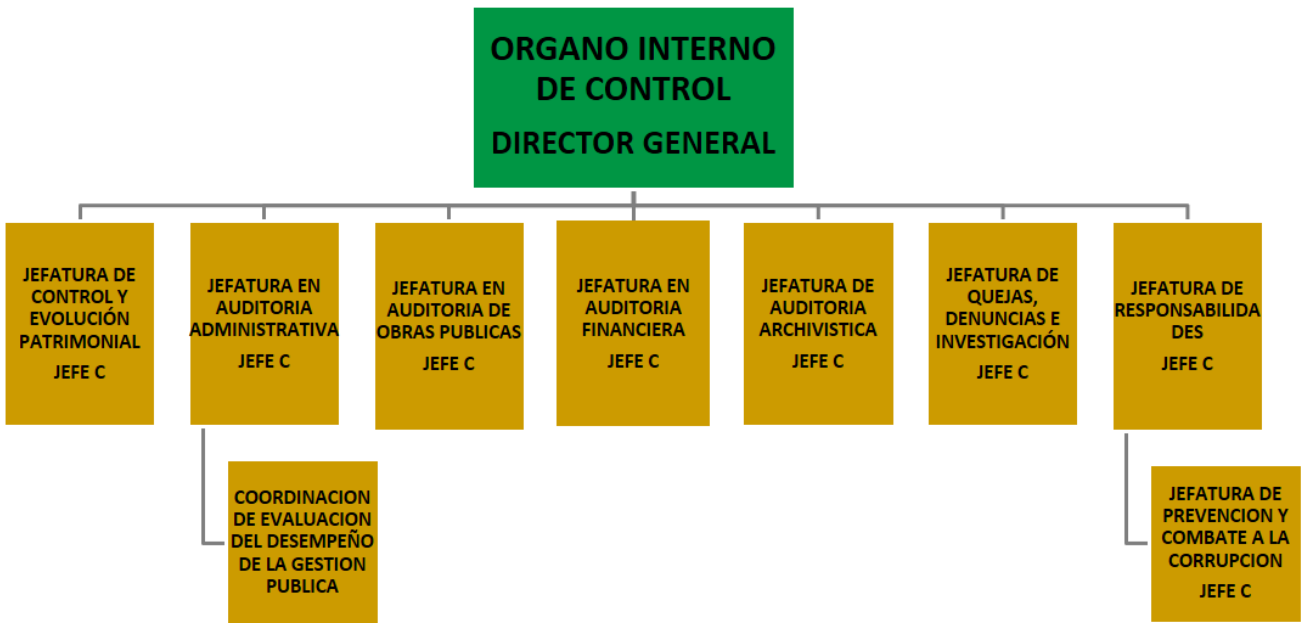 ORGANO INTERNO
DE CONTROL
DIRECTOR GENERAL
JEFATURA DE
CONTROL Y
EVOLUCIÓN
PATRIMONIAL
JEFE C
JEFATURA EN
AUDITORIA
ADMINISTRATIVA
JEFE C
JEFATURA EN
AUDITORIA DE
OBRAS PUBLICAS
JEFE C
JEFATURA EN
AUDITORIA
FINANCIERA
JEFE C
JEFATURA DE
AUDITORIA
ARCHIVISTICA
JEFE C
JEFATURA DE
QUEJAS,
DENUNCIAS E
INVESTIGACIÓN
JEFE C
JEFATURA DE
RESPONSABILIDA
DES
JEFE C
COORDINACION
DE EVALUACION
DEL DESEMPEÑO
DE LA GESTION
PUBLICA
JEFATURA DE
PREVENCION Y
COMBATE A LA
CORRUPCION
JEFE C